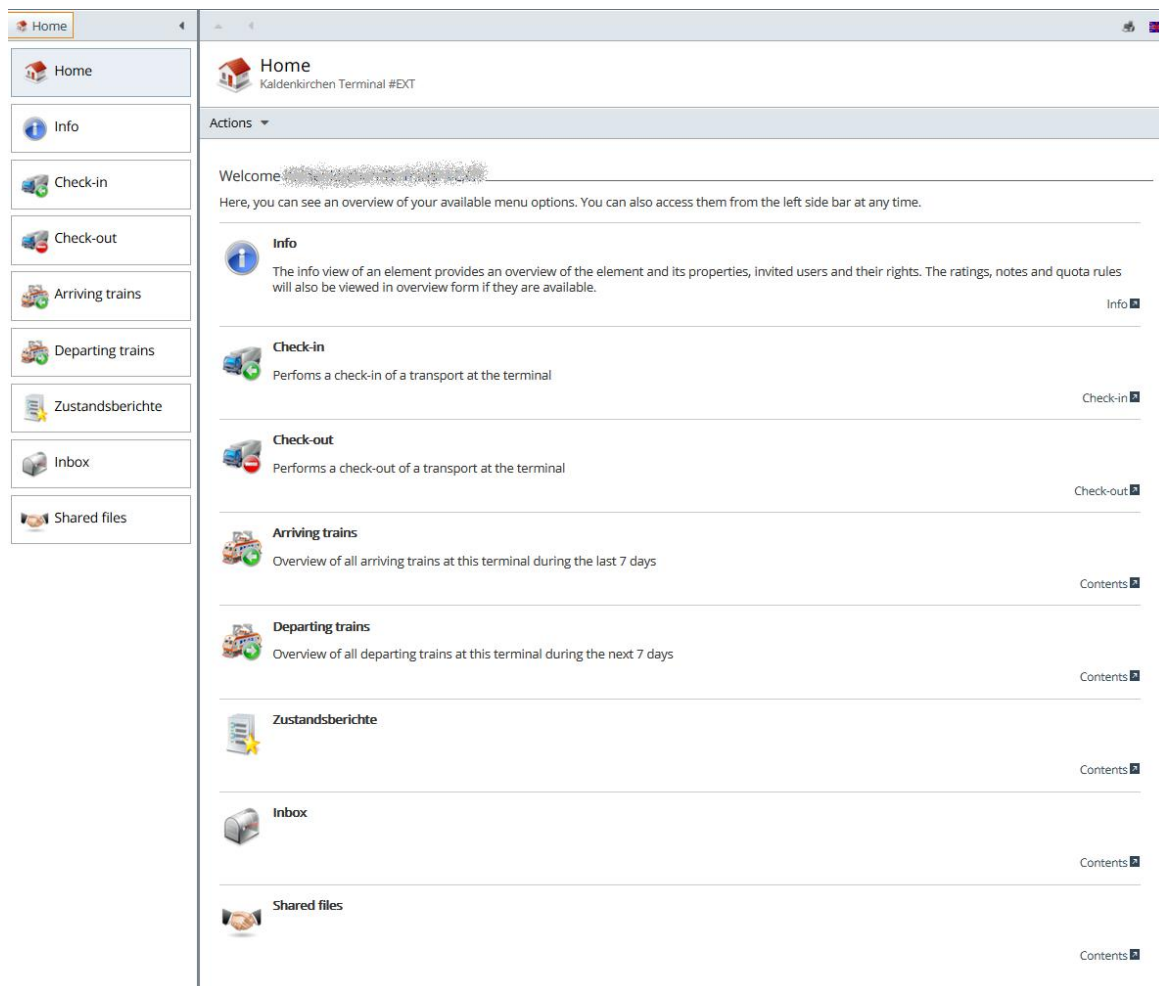 Home
Home
Info
Check-in
Check-out
Arriving trains
Departing trains
Zustandsberichte
Inbox
Shared files
Home
Kaldenkirchen Terminal #EXT
Actions
Welcome
Here, you can see an overview of your available menu options. You can also access them from the left side bar at any time.
Info
The info view of an element provides an overview of the element and its properties, invited users and their rights. The ratings, notes and quota rules
will also be viewed in overview form if they are available.
Info
Check-in
Perfoms a check-in of a transport at the terminal
Check-in
Check-out
Performs a check-out of a transport at the terminal
Check-out
Arriving trains
Overview of all arriving trains at this terminal during the last 7 days
Contents
Departing trains
Overview of all departing trains at this terminal during the next 7 days
Contents
Zustandsberichte
Contents
Inbox
Contents
Shared files
Contents